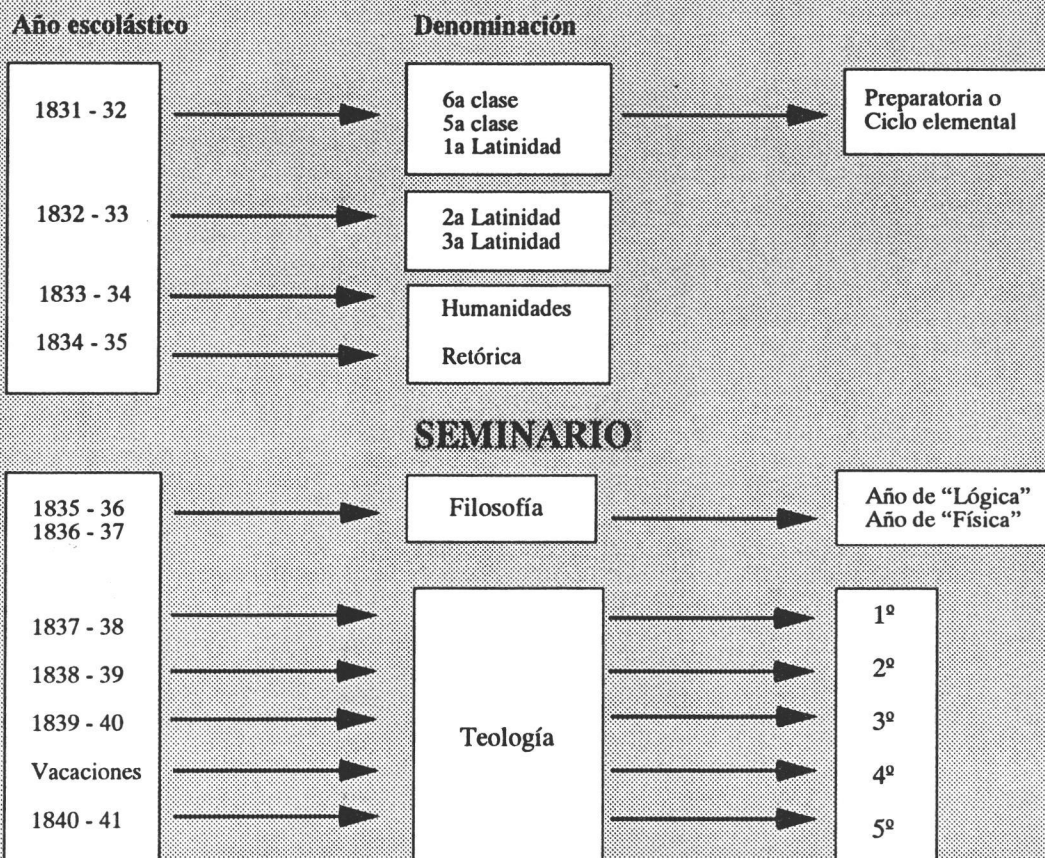 Año escolástico
Denominación
1831 - 32
6a clase
5a clase
1a Latinidad
Preparatoria o
Ciclo elemental
1832 - 33
2a Latinidad
3a Latinidad
1833 - 34
Humanidades
1834 - 35
Retórica
SEMINARIO
1835 - 36
1836 - 37
Filosofía
Año de “Lógica”
Año de “Física”
1837 - 38
1838 - 39
1839 - 40
Vacaciones
1840 - 41
Teología
1º
2º
3º
4º
5º